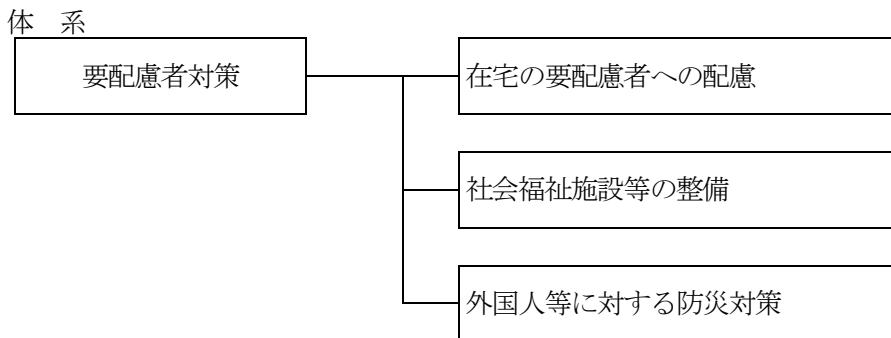 体　系
要配慮者対策
在宅の要配慮者への配慮
社会福祉施設等の整備
外国人等に対する防災対策